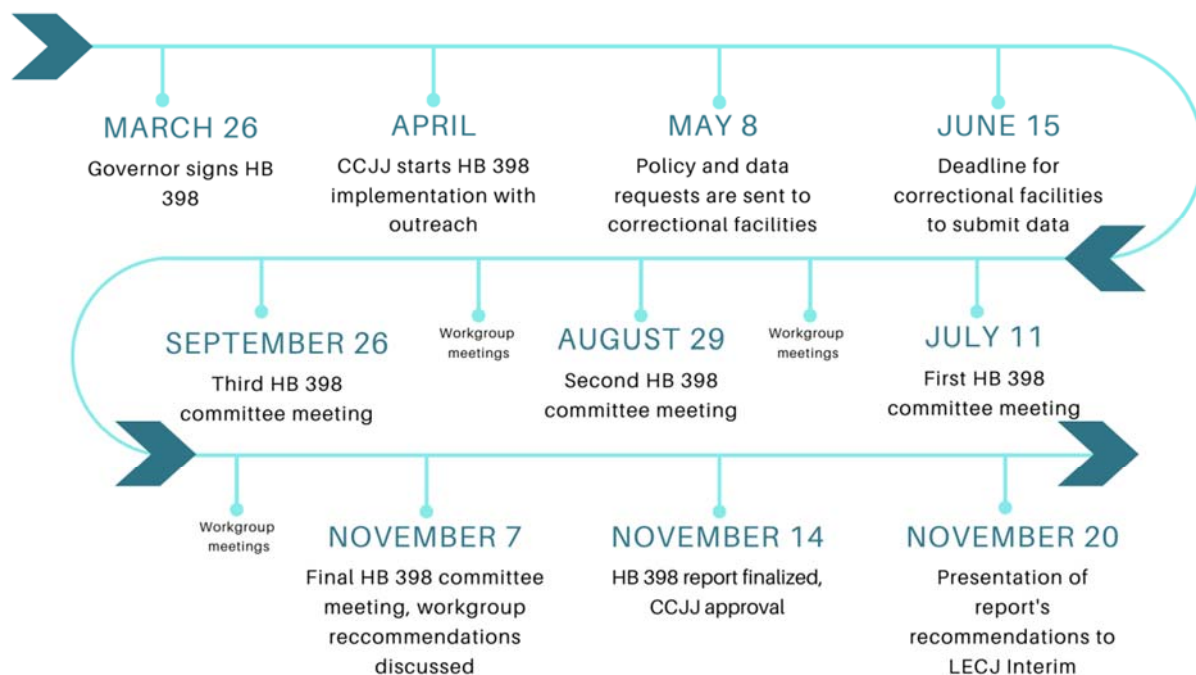 MARCH 26
Governor signs HB
398
APRIL
CCJJ starts HB 398
implementation with
outreach
MAY 8
Policy and data
requests are sent to
correctional facilities
JUNE 15
Deadline for
correctional facilities
to submit data
JULY 11
First HB 398
committee meeting
Workgroup
meetings
AUGUST 29
Second HB 398
committee meeting
Workgroup
meetings
SEPTEMBER 26
Third HB 398
committee meeting
Workgroup
meetings
NOVEMBER 7
Final HB 398 committee
meeting, workgroup
reccommendations
discussed
NOVEMBER 14
HB 398 report finalized,
CCJJ approval
NOVEMBER 20
Presentation of
report's
recommendations to
LECJ Interim